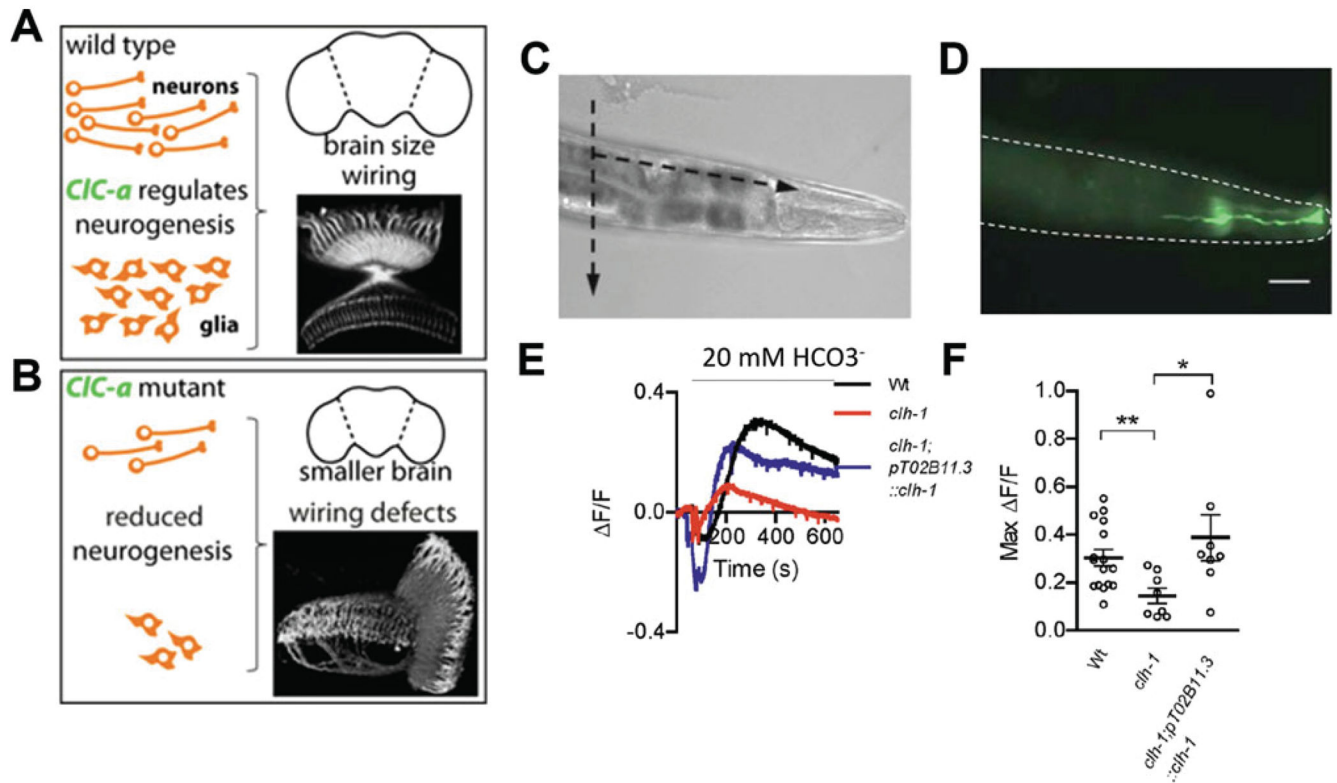 A
wild type
neurons
ClC-a regulates
neurogenesis
glia
brain size
wiring
B
ClC-a mutant
reduced
neurogenesis
smaller brain
wiring defects
C
D
E
20 mM HCO3-
Wt
clh-1
clh-1;
pT02B11.3
::clh-1
0.4
0.0
-0.4
ΔF/F
200 400 600
Time (s)
F
*
**
1.0
0.8
0.6
0.4
0.2
0.0
Max ΔF/F
Wt
clh-1
clh-1;pT02B11.3
::clh-1